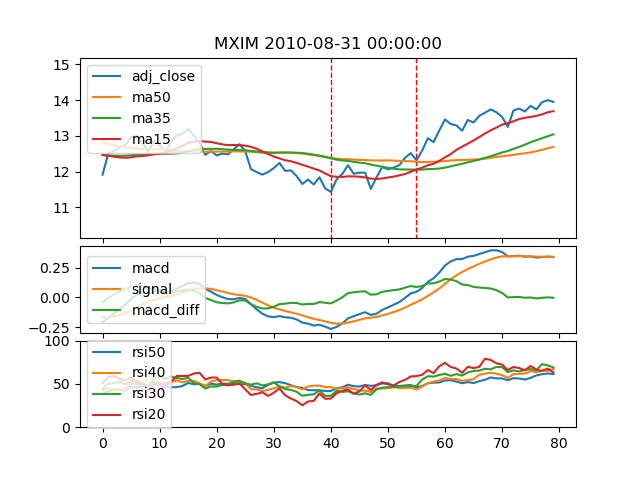 MXIM 2010-08-31 00:00:00
15
14
13
12
11
adj_close
ma50
ma35
ma15
0.25
0.00
−0.25
macd
signal
macd_diff
100
50
0
rsi50
rsi40
rsi30
rsi20
0 10 20 30 40 50 60 70 80